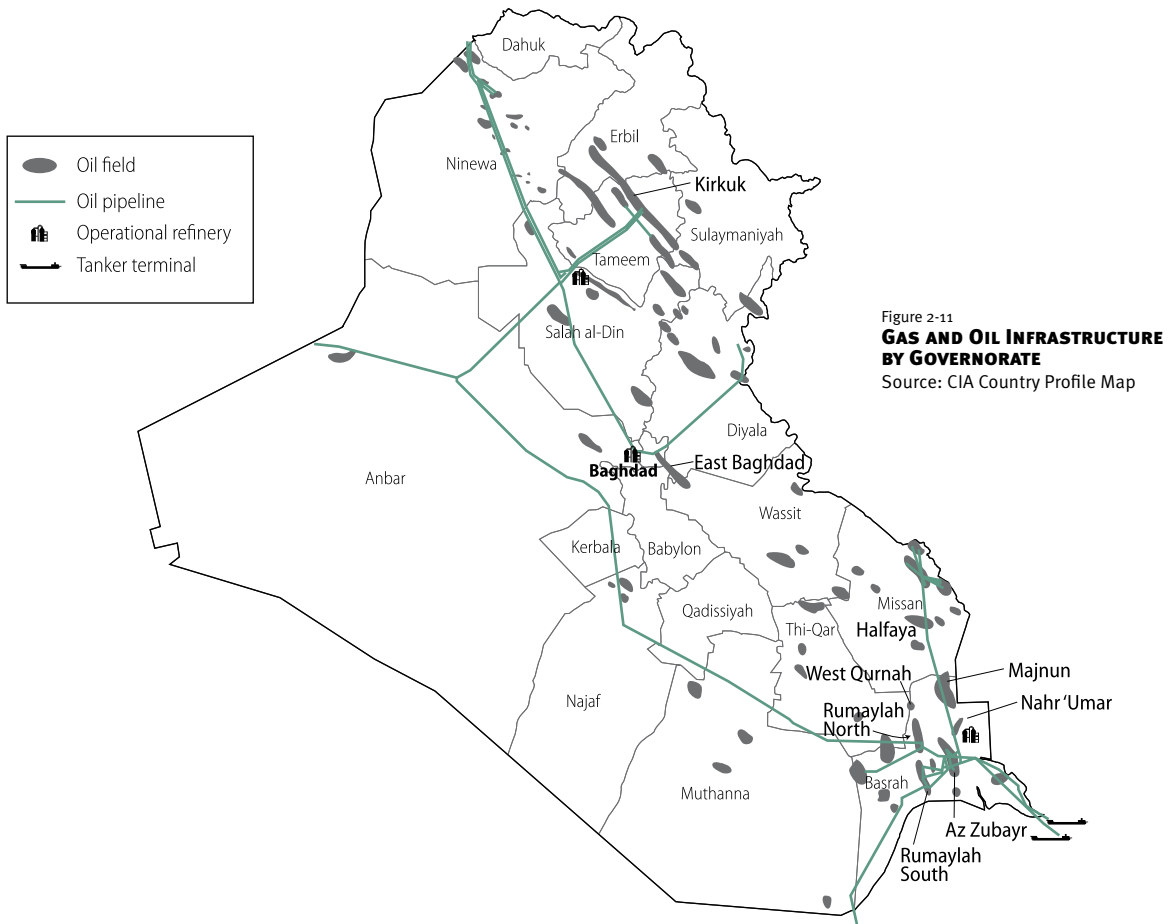 Dahuk
Oil field
Oil pipeline
Operational refinery
Tanker terminal
Ninewa
Erbil
Kirkuk
Sulaymaniyah
Tameem
Salah al-Din
Figure 2-11
GAS AND OIL INFRASTRUCTURE
BY GOVERNORATE
Source: CIA Country Profile Map
Diyala
Baghdad
East Baghdad
Anbar
Wassit
Kerbala
Babylon
Qadissiyah
Missan
Thi-Qar
Halfaya
West Qurnah
Majnun
Najaf
Nahr ‘Umar
Rumaylah
North
Muthanna
Basrah
Az Zubayr
Rumaylah
South